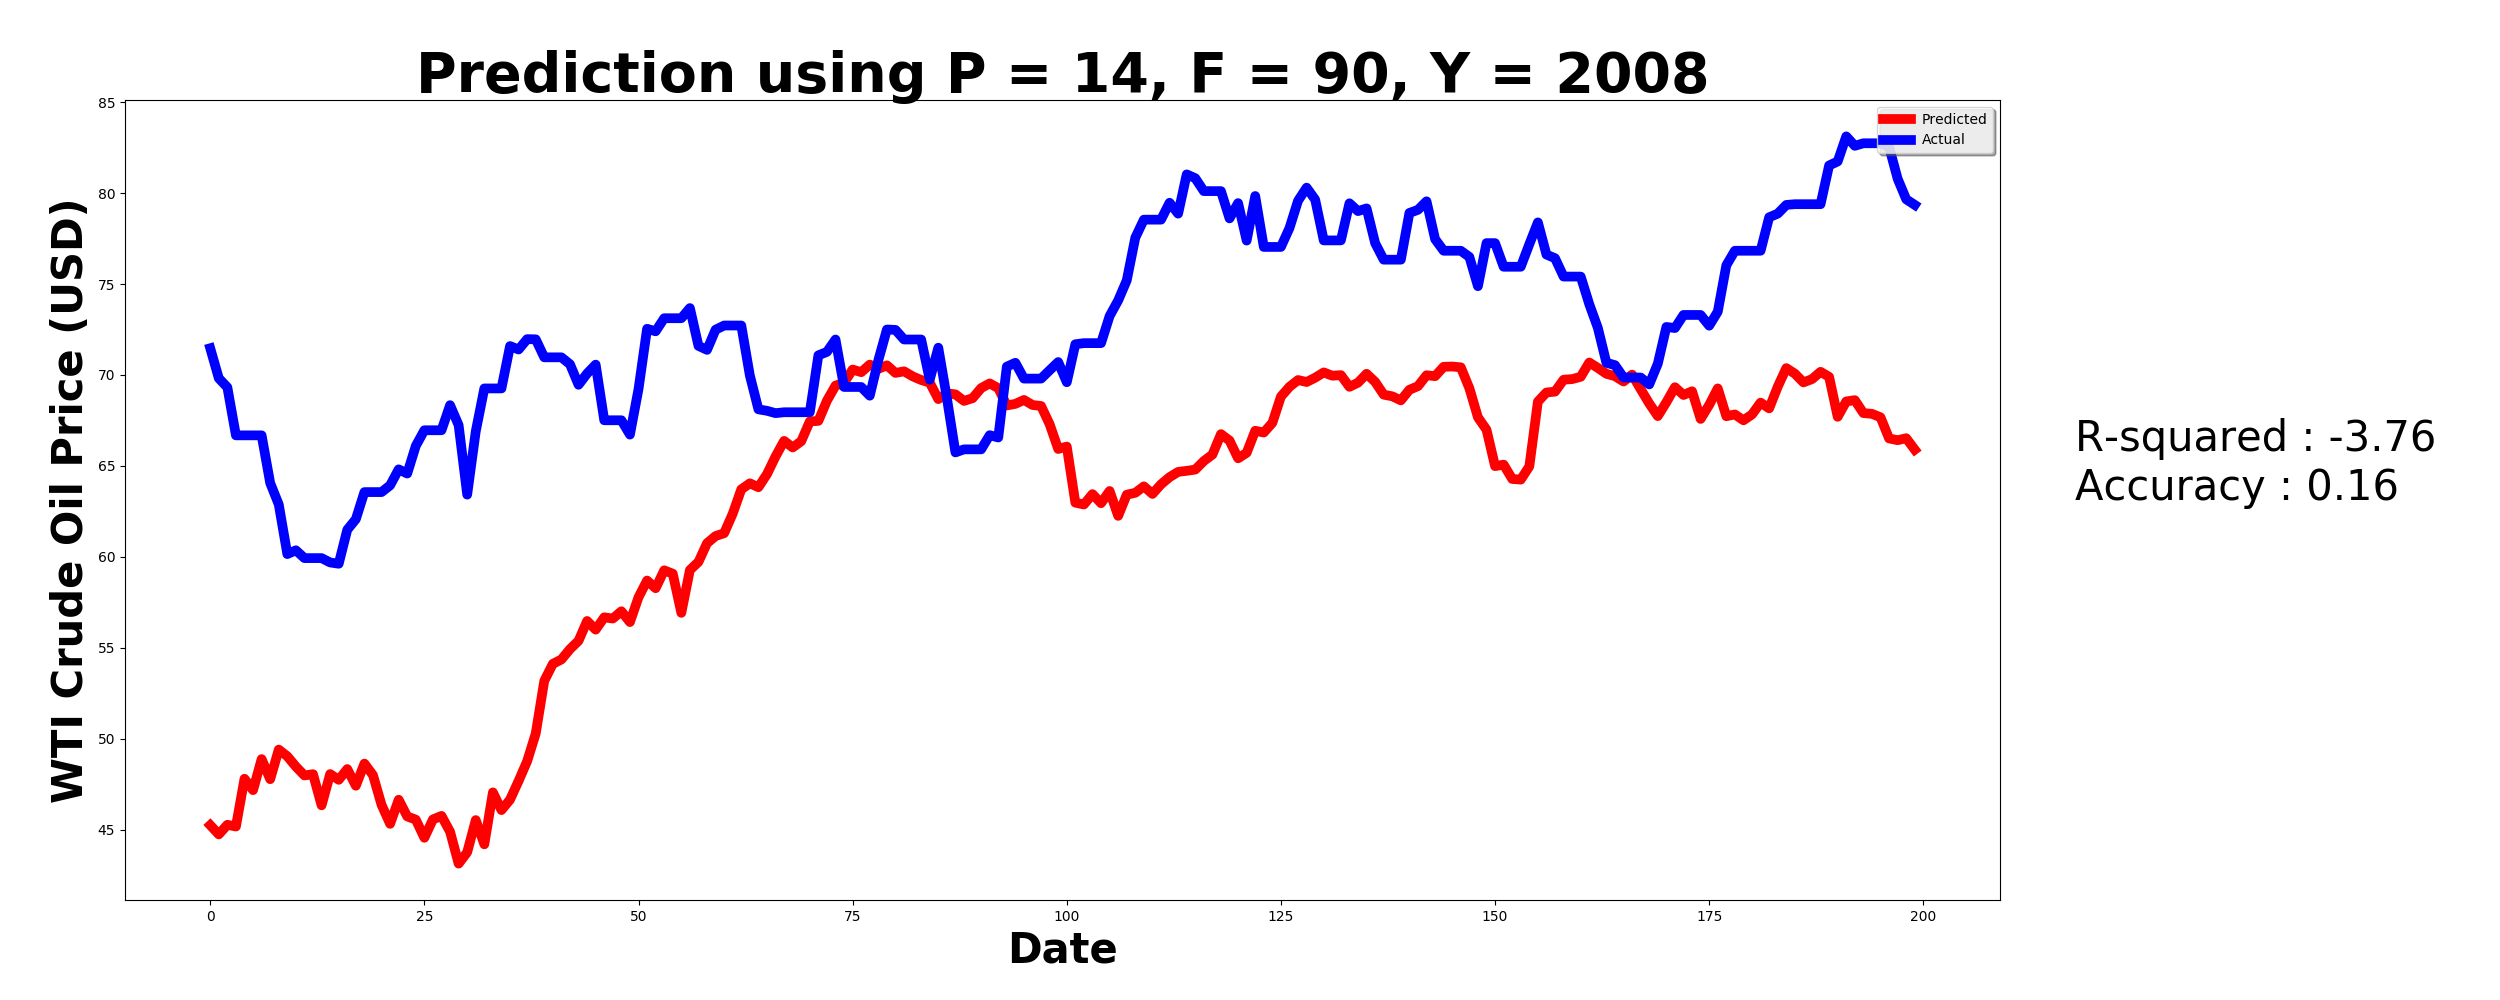 Prediction using P = 14, F = 90, Y = 2008
WTI Crude Oil Price (USD)
85
80
75
70
65
60
55
50
45
Predicted
Actual
R-squared : -3.76
Accuracy : 0.16
0 25 50 75 100 125 150 175 200
Date